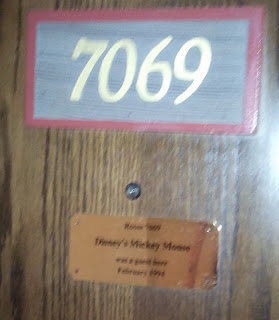 7069
Room 7069
Disney's Mickey Mouse
was a guest here
February 1994